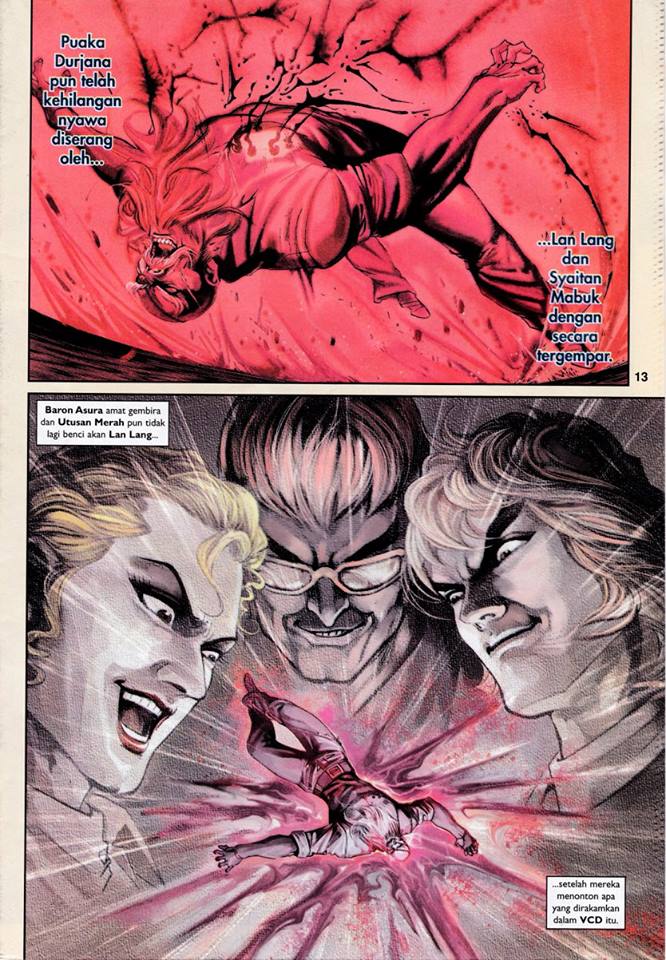 Puaka
Durjana
pun telah
kehilangan
nyawa
diserang
oleh...
...Lan Lang
dan
Syaitan
Mabuk
dengan
secara
tergempar.
13
Baron Asura amat gembira
dan Utusan Merah pun tidak
lagi benci akan Lan Lang...
...setelah mereka
menonton apa
yang dirakamkan
dalam VCD itu.